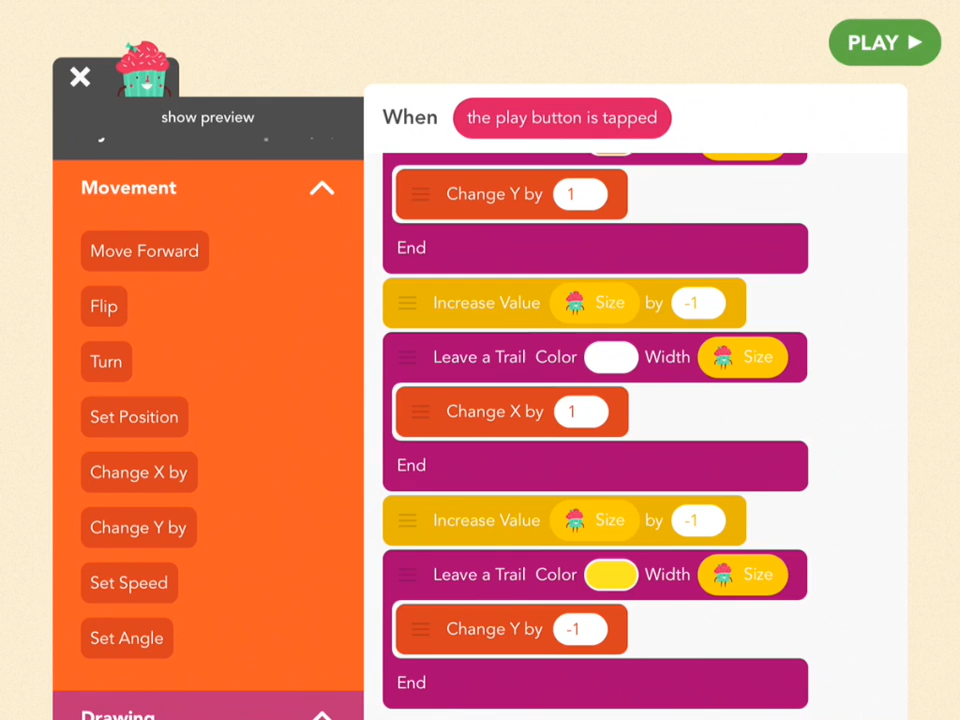 PLAY
show preview
When the play button is tapped
Movement
Move Forward
Flip
Turn
Set Position
Change X by
Change Y by
Set Speed
Set Angle
Drawing
Change Y by 1
End
Increase Value Size by -1
Leave a Trail Color Width Size
Change X by 1
End
Increase Value Size by -1
Leave a Trail Color Width Size
Change Y by -1
End